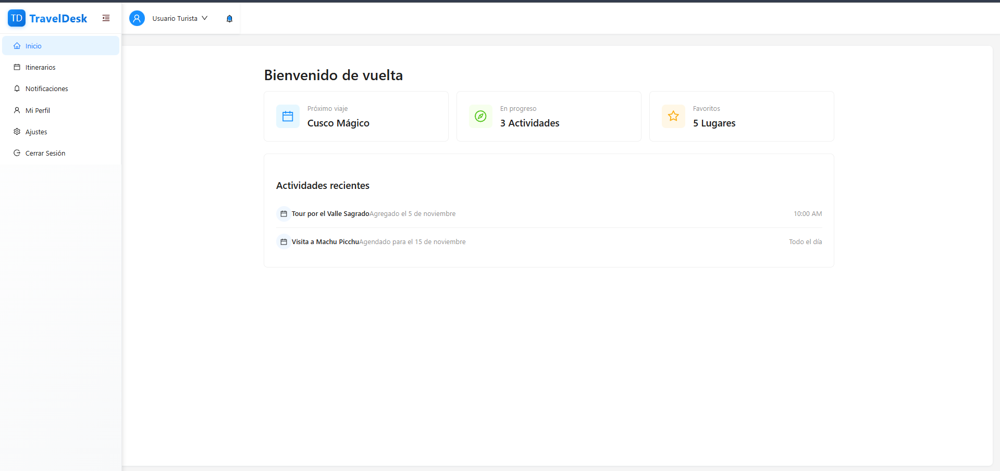 TD TravelDesk
Usuario Turista
Inicio
Itinerarios
Notificaciones
Mi Perfil
Ajustes
Cerrar Sesión
Bienvenido de vuelta
Próximo viaje
Cusco Mágico
En progreso
3 Actividades
Favoritos
5 Lugares
Actividades recientes
Tour por el Valle SagradoAgregado el 5 de noviembre 10:00 AM
Visita a Machu PicchuAgendado para el 15 de noviembre Todo el día